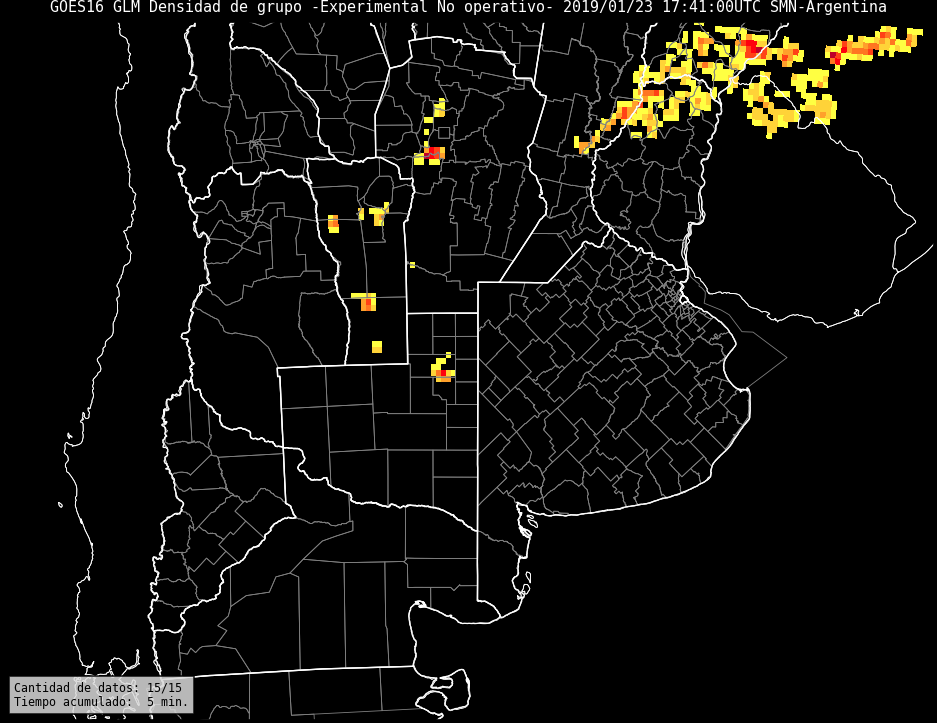 GOES16 GLM Densidad de grupo -Experimental No operativo- 2019/01/23 17:41:00UTC SMN-Argentina
Cantidad de datos: 15/15
Tiempo acumulado:  5 min.